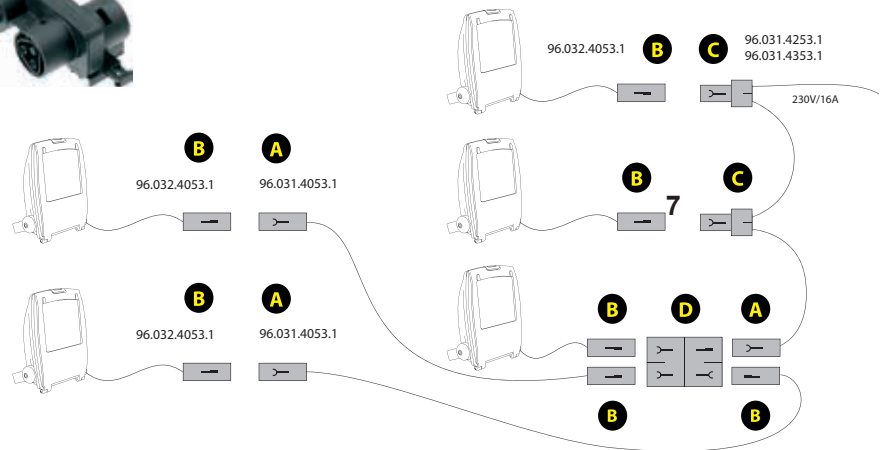 96.032.4053.1 B C 96.031.4253.1
96.031.4353.1
230V/16A
B A
96.032.4053.1 96.031.4053.1
B 7 C
B A
96.032.4053.1 96.031.4053.1
B D A
B B